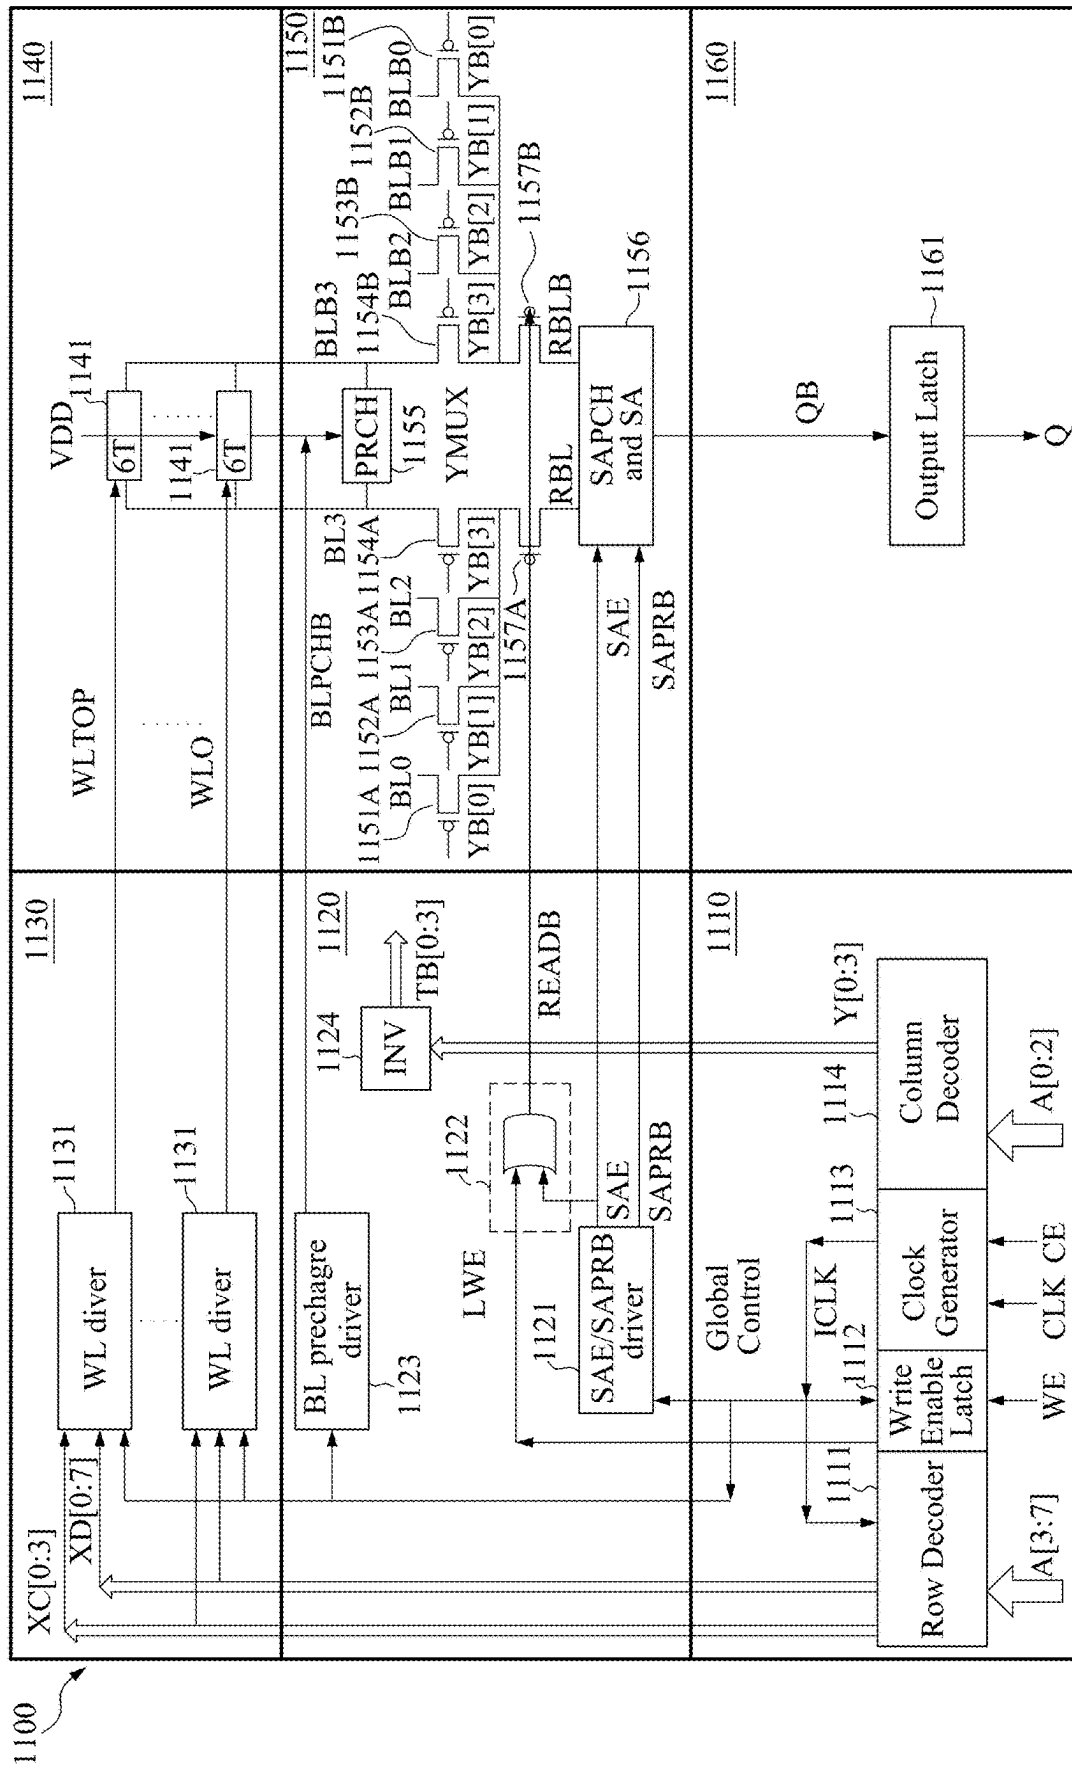 1100
1130
XC[0:3]
XD[0:7]
WL diver
1131
WL diver
1131
1140
WLTOP
WLO
VDD
6T
1141
6T
1141
1120
BL prechagre
driver
1123
INV
1124
TB[0:3]
LWE
1122
READB
SAE/SAPRB
driver
1121
SAE
SAPRB
1150
BLPCHB
BL3
BLB3
PRCH
1155
YMUX
1151A
BL0
YB[0]
1152A
BL1
YB[1]
1153A
BL2
YB[2]
1154A
YB[3]
1154B
YB[3]
1153B
BLB2
YB[2]
1152B
BLB1
YB[1]
1151B
BLB0
YB[0]
1157A
1157B
RBL
RBLB
SAE
SAPRB
SAPCH
and SA
1156
1110
Global
Control
ICLK
Y[0:3]
1111
Row Decoder
A[3:7]
1112
Write
Enable
Latch
WE
1113
Clock
Generator
CLK
CE
1114
Column
Decoder
A[0:2]
1160
QB
Output Latch
1161
Q